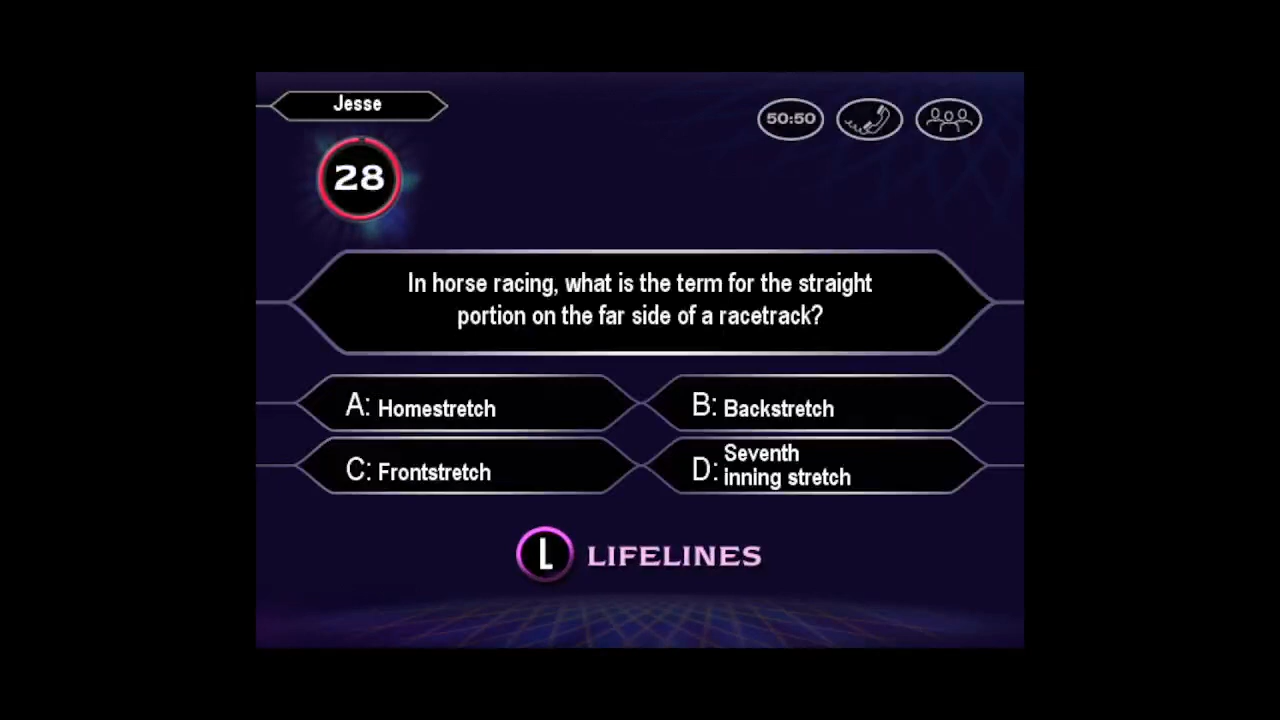 Jesse
50:50
28
In horse racing, what is the term for the straight
portion on the far side of a racetrack?
A: Homestretch
B: Backstretch
C: Frontstretch
D: Seventh
inning stretch
L LIFELINES